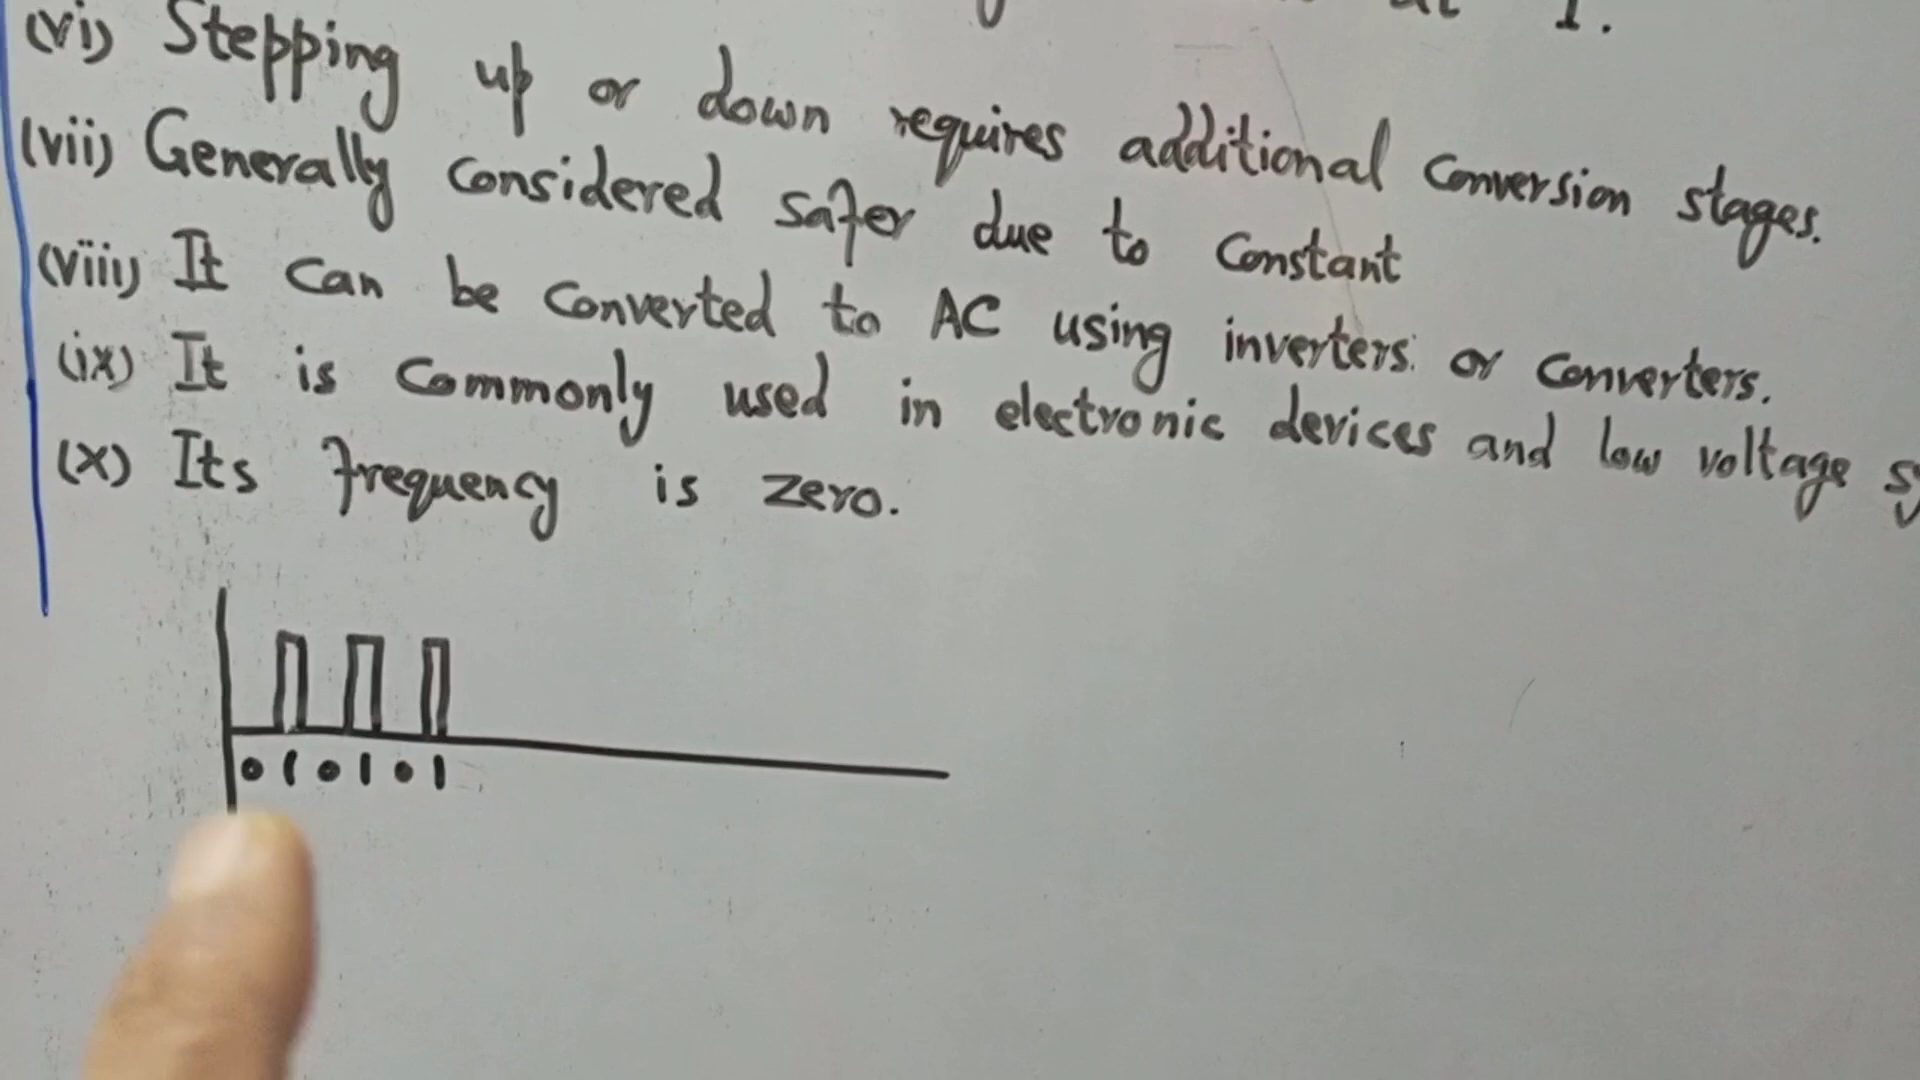 1.
(vi) Stepping up or down requires additional conversion stages.
(vii) Generally considered safer due to constant
(viii) It can be converted to AC using inverters or converters.
(ix) It is commonly used in electronic devices and low voltage
(x) Its frequency is zero.
0 1 0 1 0 1